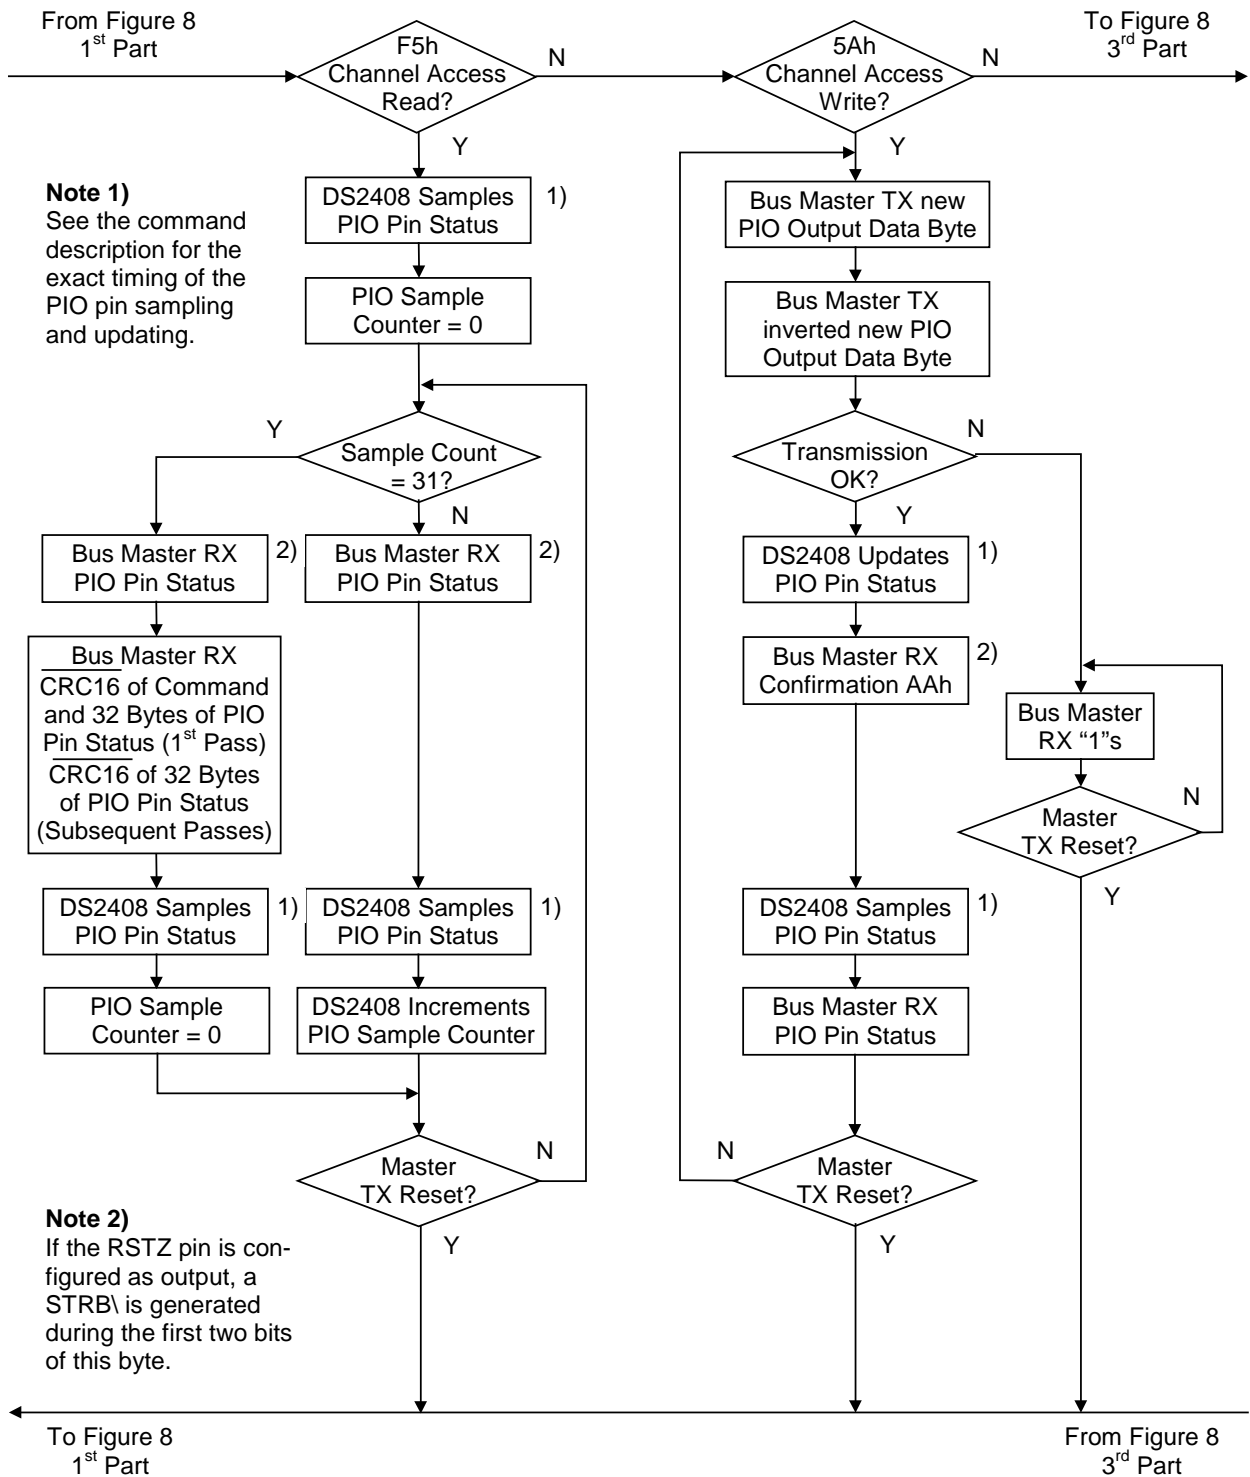 From Figure 8
1st Part
F5h
Channel Access
Read?
N
5Ah
Channel Access
Write?
N
To Figure 8
3rd Part
Y
Y
Note 1)
See the command
description for the
exact timing of the
PIO pin sampling
and updating.
DS2408 Samples
PIO Pin Status
1)
PIO Sample
Counter = 0
Bus Master TX new
PIO Output Data Byte
Bus Master TX
inverted new PIO
Output Data Byte
Y
Sample Count
= 31?
N
Transmission
OK?
N
Y
Bus Master RX
PIO Pin Status
2)
Bus Master RX
PIO Pin Status
2)
DS2408 Updates
PIO Pin Status
1)
Bus Master RX
CRC16 of Command
and 32 Bytes of PIO
Pin Status (1st Pass)
CRC16 of 32 Bytes
of PIO Pin Status
(Subsequent Passes)
Bus Master RX
Confirmation AAh
2)
Bus Master
RX “1”s
Master
TX Reset?
N
Y
DS2408 Samples
PIO Pin Status
1)
DS2408 Samples
PIO Pin Status
1)
DS2408 Samples
PIO Pin Status
1)
PIO Sample
Counter = 0
DS2408 Increments
PIO Sample Counter
Bus Master RX
PIO Pin Status
Master
TX Reset?
N
Y
N
Master
TX Reset?
Y
Note 2)
If the RSTZ pin is con-
figured as output, a
STRB\ is generated
during the first two bits
of this byte.
To Figure 8
1st Part
From Figure 8
3rd Part